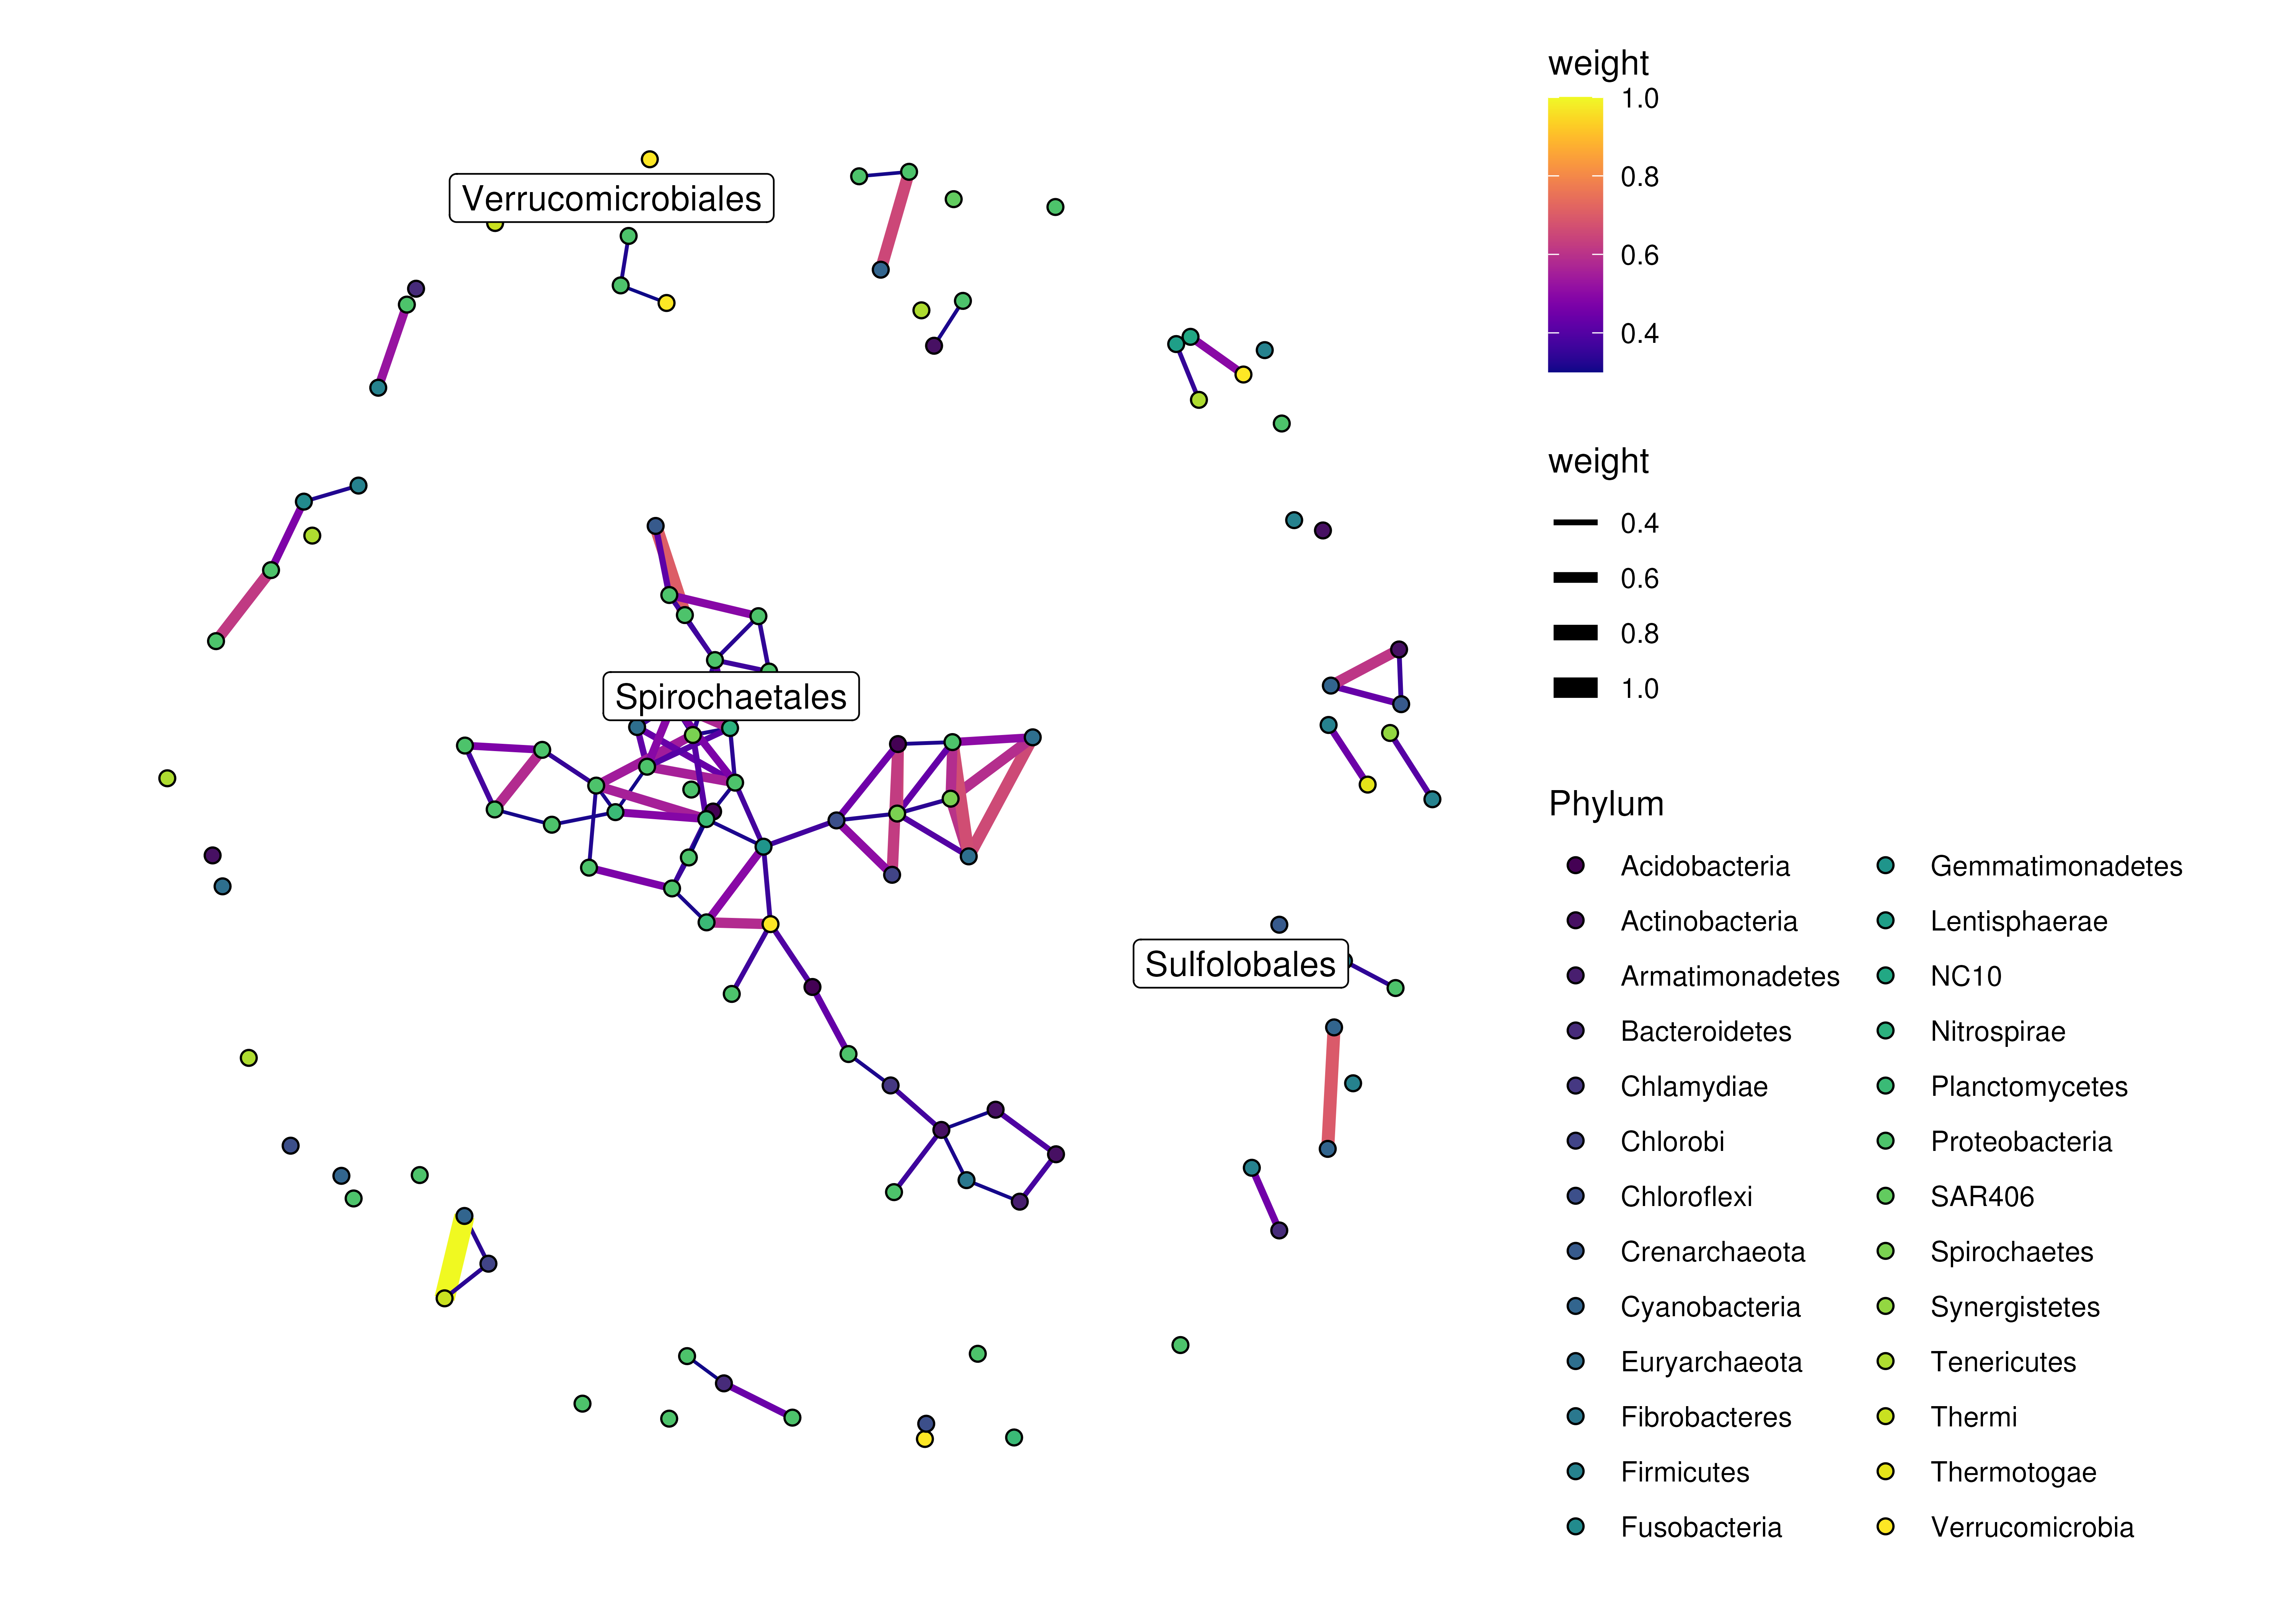 Verrucomicrobiales
Spirochaetales
Sulfolobales
weight
1.0
0.8
0.6
0.4
weight
0.4
0.6
0.8
1.0
Phylum
Acidobacteria
Actinobacteria
Armatimonadetes
Bacteroidetes
Chlamydiae
Chlorobi
Chloroflexi
Crenarchaeota
Cyanobacteria
Euryarchaeota
Fibrobacteres
Firmicutes
Fusobacteria
Gemmatimonadetes
Lentisphaerae
NC10
Nitrospirae
Planctomycetes
Proteobacteria
SAR406
Spirochaetes
Synergistetes
Tenericutes
Thermi
Thermotogae
Verrucomicrobia